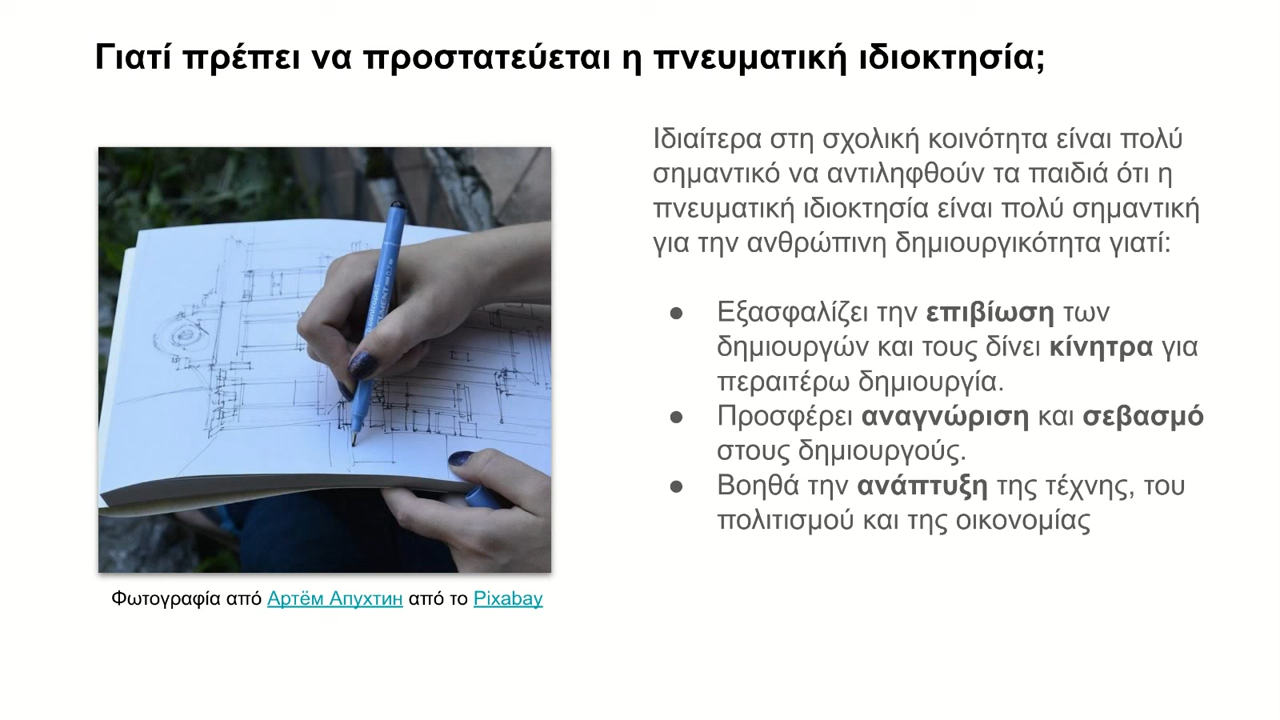 Γιατί πρέπει να προστατεύεται η πνευματική ιδιοκτησία;
Ιδιαίτερα στη σχολική κοινότητα είναι πολύ
σημαντικό να αντιληφθούν τα παιδιά ότι η
πνευματική ιδιοκτησία είναι πολύ σημαντική
για την ανθρώπινη δημιουργικότητα γιατί:
● Εξασφαλίζει την επιβίωση των
δημιουργών και τους δίνει κίνητρα για
περαιτέρω δημιουργία.
● Προσφέρει αναγνώριση και σεβασμό
στους δημιουργούς.
● Βοηθά την ανάπτυξη της τέχνης, του
πολιτισμού και της οικονομίας
Φωτογραφία από Артём Апухтин από το Pixabay